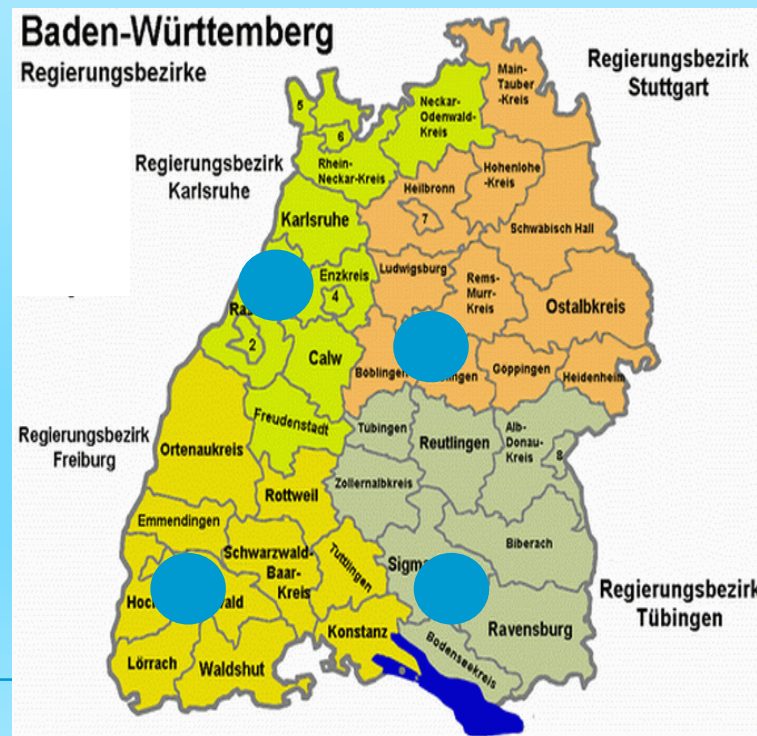 Baden-Württemberg
Regierungsbezirke
Regierungsbezirk
Stuttgart
Main-
Tauber
-Kreis
5
Neckar-
Odenwald-
Kreis
6
Regierungsbezirk
Karlsruhe
Rhein-
Neckar-Kreis
Hohenlohe
-Kreis
Heilbronn
7
Karlsruhe
Schwäbisch Hall
Ludwigsburg
Enzkreis
4
Rems-
Murr-
Kreis
Ostalbkreis
2
Calw
Böblingen
Göppingen
Heidenheim
Freudenstadt
Tübingen
Reutlingen
Alb-
Donau-
Kreis
8
Regierungsbezirk
Freiburg
Ortenaukreis
Zollernalbkreis
Rottweil
Emmendingen
Biberach
Schwarzwald-
Baar-
Kreis
Tuttlingen
Regierungsbezirk
Tübingen
Konstanz
Ravensburg
Bodenseekreis
Lörrach
Waldshut